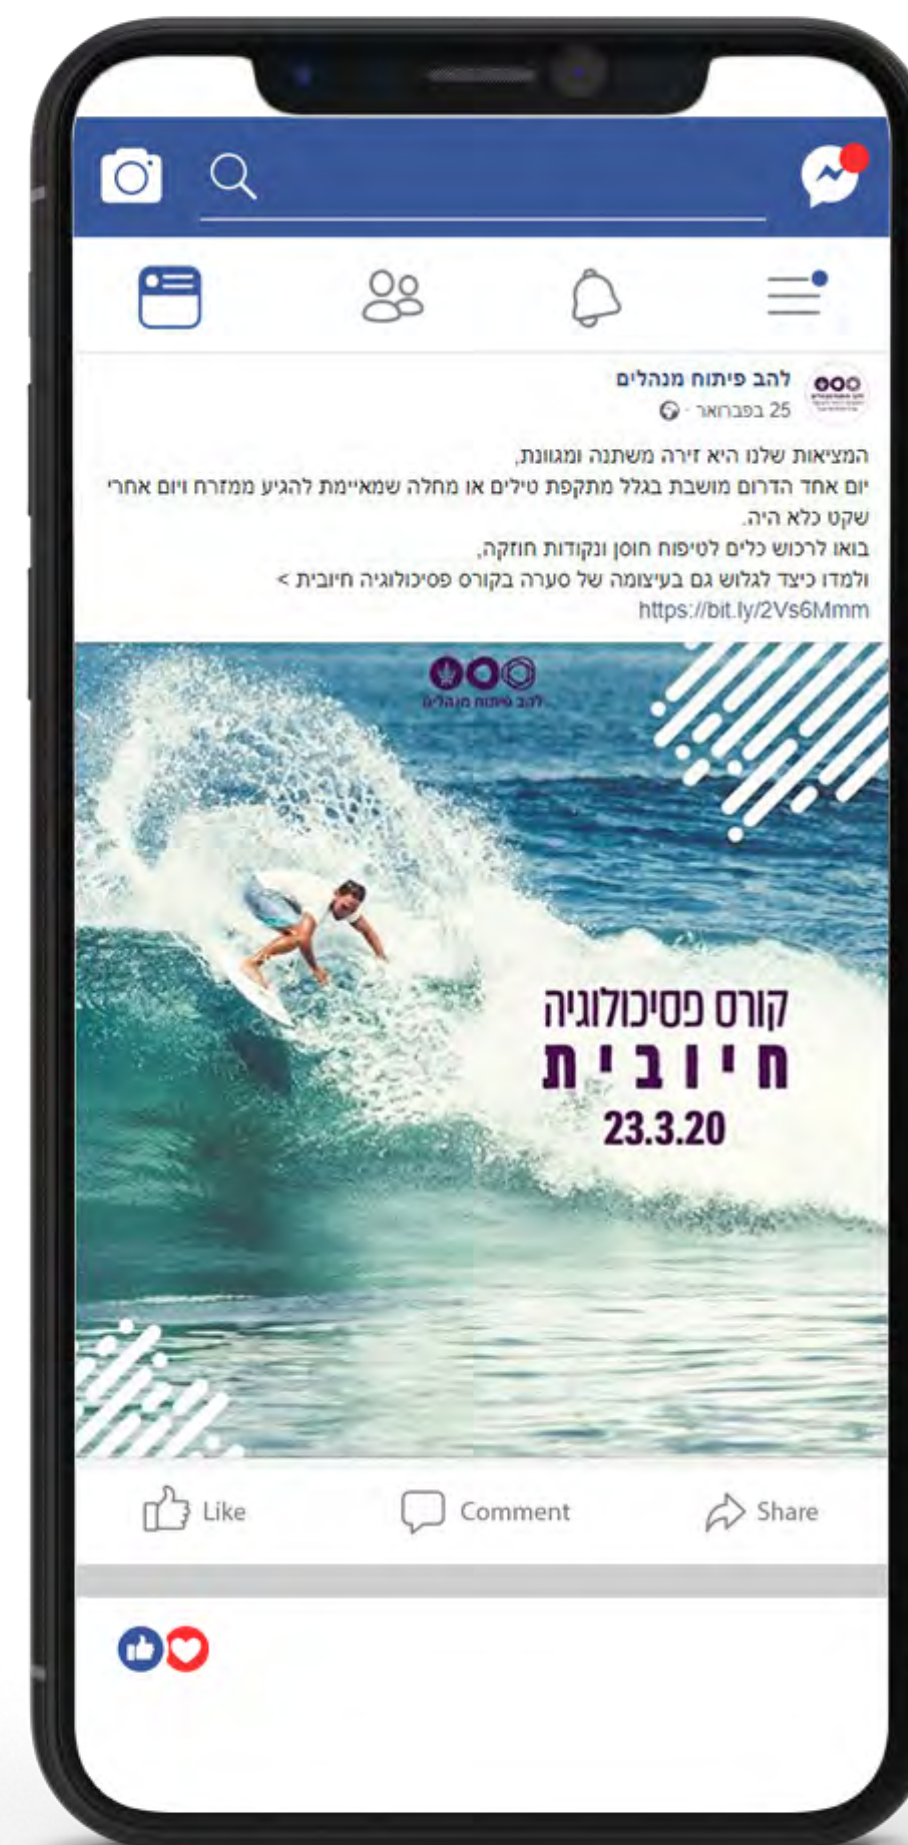 להב פיתוח מנהלים
25 בפברואר ·
המציאות שלנו היא זירה משתנה ומגוונת,
יום אחד הדרום מושבת בגלל מתקפת טילים או מחלה שמאיימת להגיע ממזרח ויום אחרי
שקט כלא היה.
בואו לרכוש כלים לטיפוח חוסן ונקודות חוזקה,
ולמדו כיצד לגלוש גם בעיצומה של סערה בקורס פסיכולוגיה חיובית >
https://bit.ly/2Vs6Mmm
להב פיתוח מנהלים
קורס פסיכולוגיה
חיובית
23.3.20
Like Comment Share